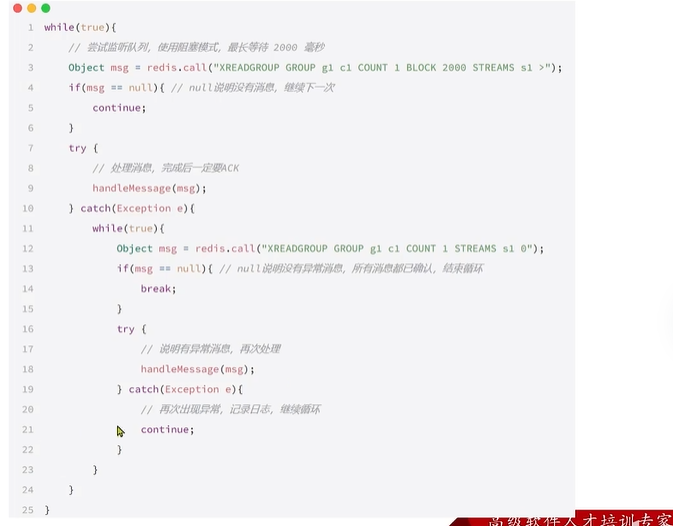 1 while(true){
2 // 尝试监听队列，使用阻塞模式，最长等待 2000 毫秒
3 Object msg = redis.call("XREADGROUP GROUP g1 c1 COUNT 1 BLOCK 2000 STREAMS s1 >");
4 if(msg == null){ // null说明没有消息，继续下一次
5 continue;
6 }
7 try {
8 // 处理消息，完成后一定要ACK
9 handleMessage(msg);
10 } catch(Exception e){
11 while(true){
12 Object msg = redis.call("XREADGROUP GROUP g1 c1 COUNT 1 STREAMS s1 0");
13 if(msg == null){ // null说明没有异常消息，所有消息都已确认，结束循环
14 break;
15 }
16 try {
17 // 说明有异常消息，再次处理
18 handleMessage(msg);
19 } catch(Exception e){
20 // 再次出现异常，记录日志，继续循环
21 continue;
22 }
23 }
24 }
25 }
高级软件人才培训专家